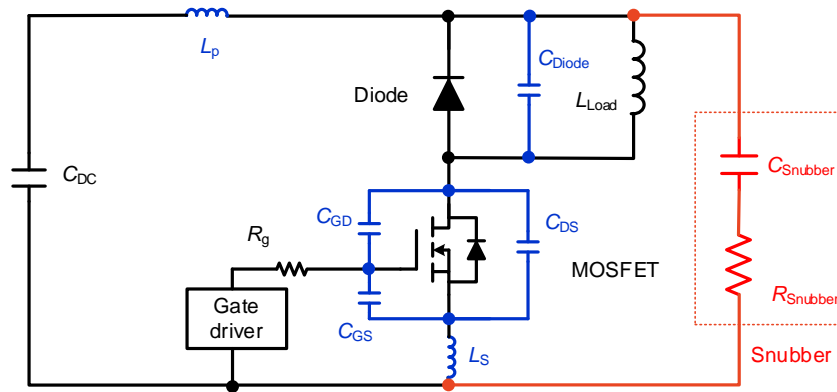 Lp
CDiode
Diode
LLoad
CDC
CSnubber
CGD
CDS
Rg
MOSFET
RSnubber
Gate
driver
CGS
LS
Snubber